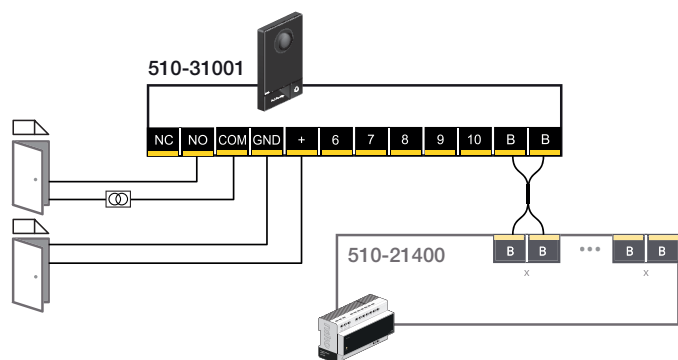 510-31001
NC NO COM GND + 6 7 8 9 10 B B
510-21400
B B ••• B B
x x